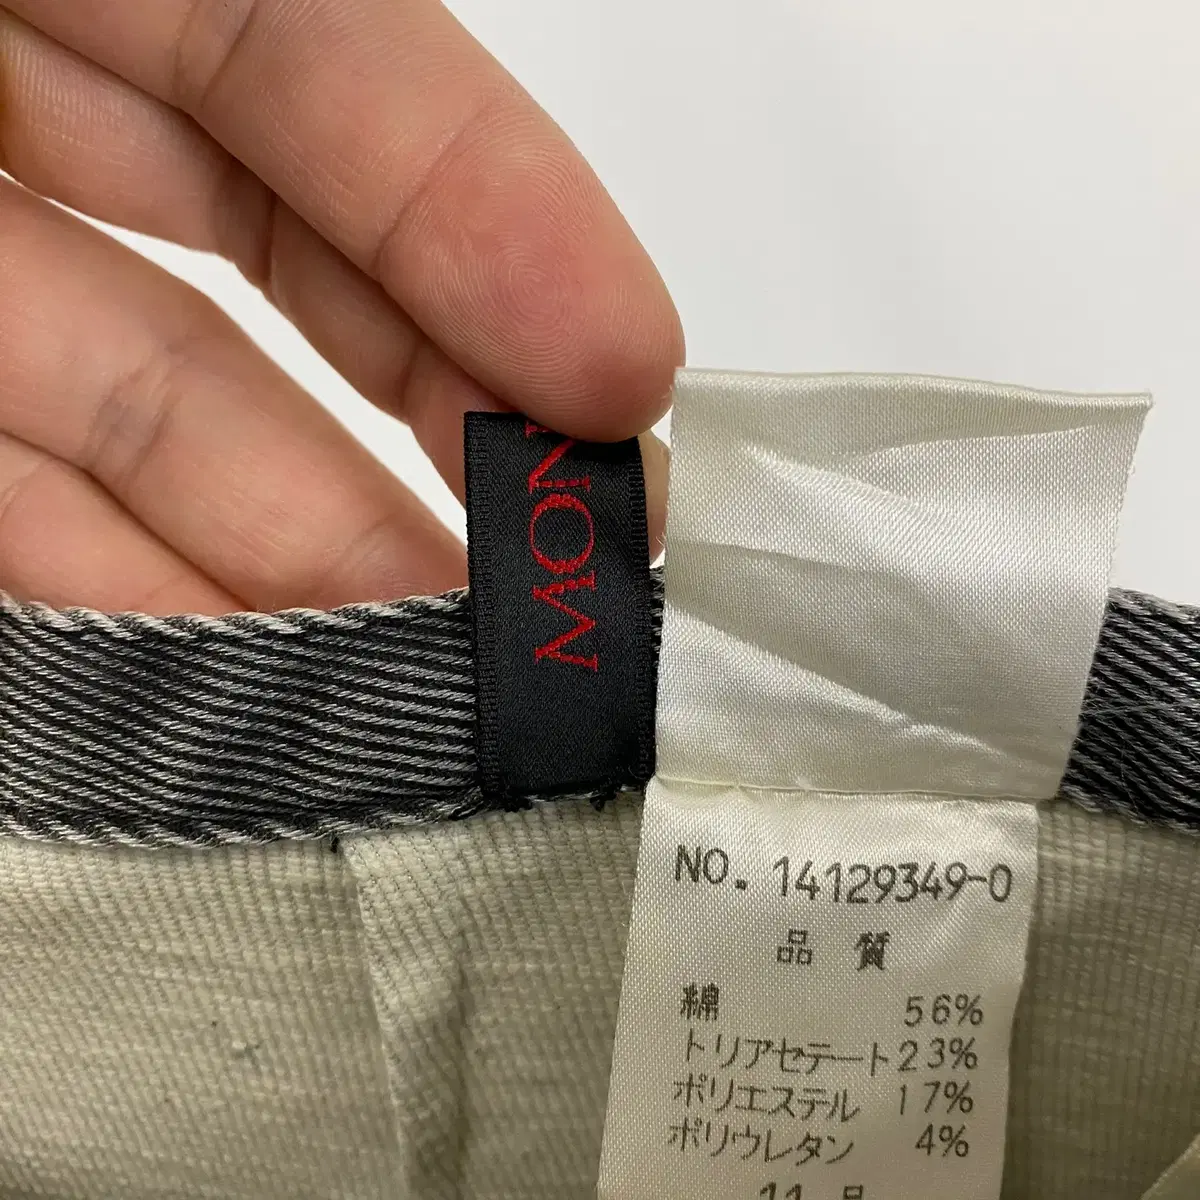 NOW
NO. 14129349-0
品 質
綿 56%
トリアセテート 23%
ポリエステル 17%
ポリウレタン 4%